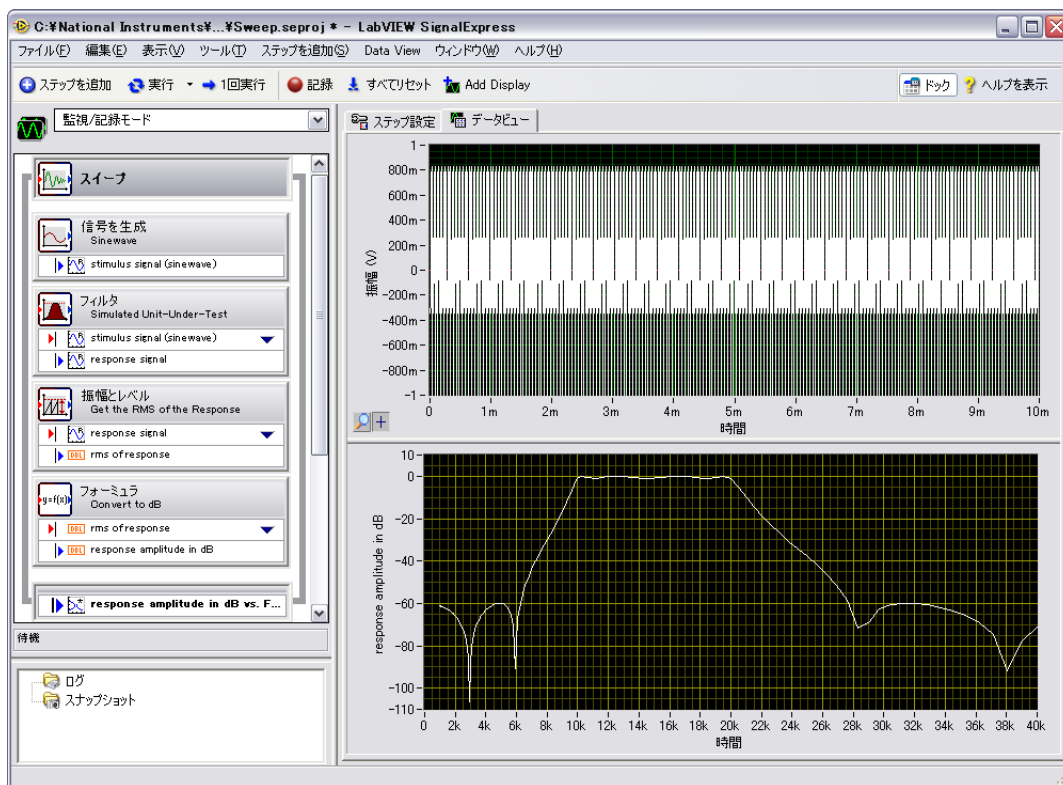 C:¥National Instruments¥...¥Sweep.seproj * - LabVIEW SignalExpress
ファイル(F) 編集(E) 表示(V) ツール(T) ステップを追加(S) Data View ウィンドウ(W) ヘルプ(H)
ステップを追加 実行 1回実行 記録 すべてリセット Add Display ドック ヘルプを表示
監視/記録モード
スイープ
信号を生成
Sinewave
stimulus signal (sinewave)
フィルタ
Simulated Unit-Under-Test
stimulus signal (sinewave)
response signal
振幅とレベル
Get the RMS of the Response
response signal
DBL rms of response
y=f(x)
フォーミュラ
Convert to dB
DBL rms of response
DBL response amplitude in dB
response amplitude in dB vs. F...
待機
ログ
スナップショット
ステップ設定 データビュー
振幅 (V)
1
800m
600m
400m
200m
0
-200m
-400m
-600m
-800m
-1
0 1m 2m 3m 4m 5m 6m 7m 8m 9m 10m
時間
response amplitude in dB
10
0
-20
-40
-60
-80
-100
-110
0 2k 4k 6k 8k 10k 12k 14k 16k 18k 20k 22k 24k 26k 28k 30k 32k 34k 36k 38k 40k
時間